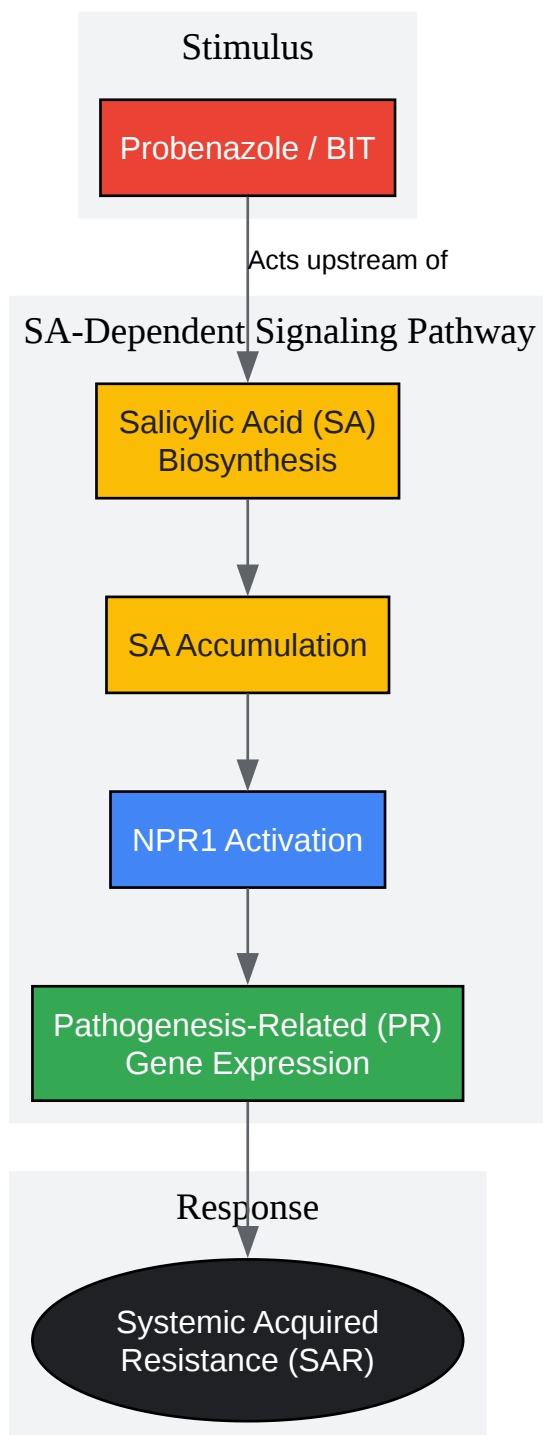 Stimulus
Probenazole / BIT
Acts upstream of
SA-Dependent Signaling Pathway
Salicylic Acid (SA)
Biosynthesis
SA Accumulation
NPR1 Activation
Pathogenesis-Related (PR)
Gene Expression
Response
Systemic Acquired
Resistance (SAR)